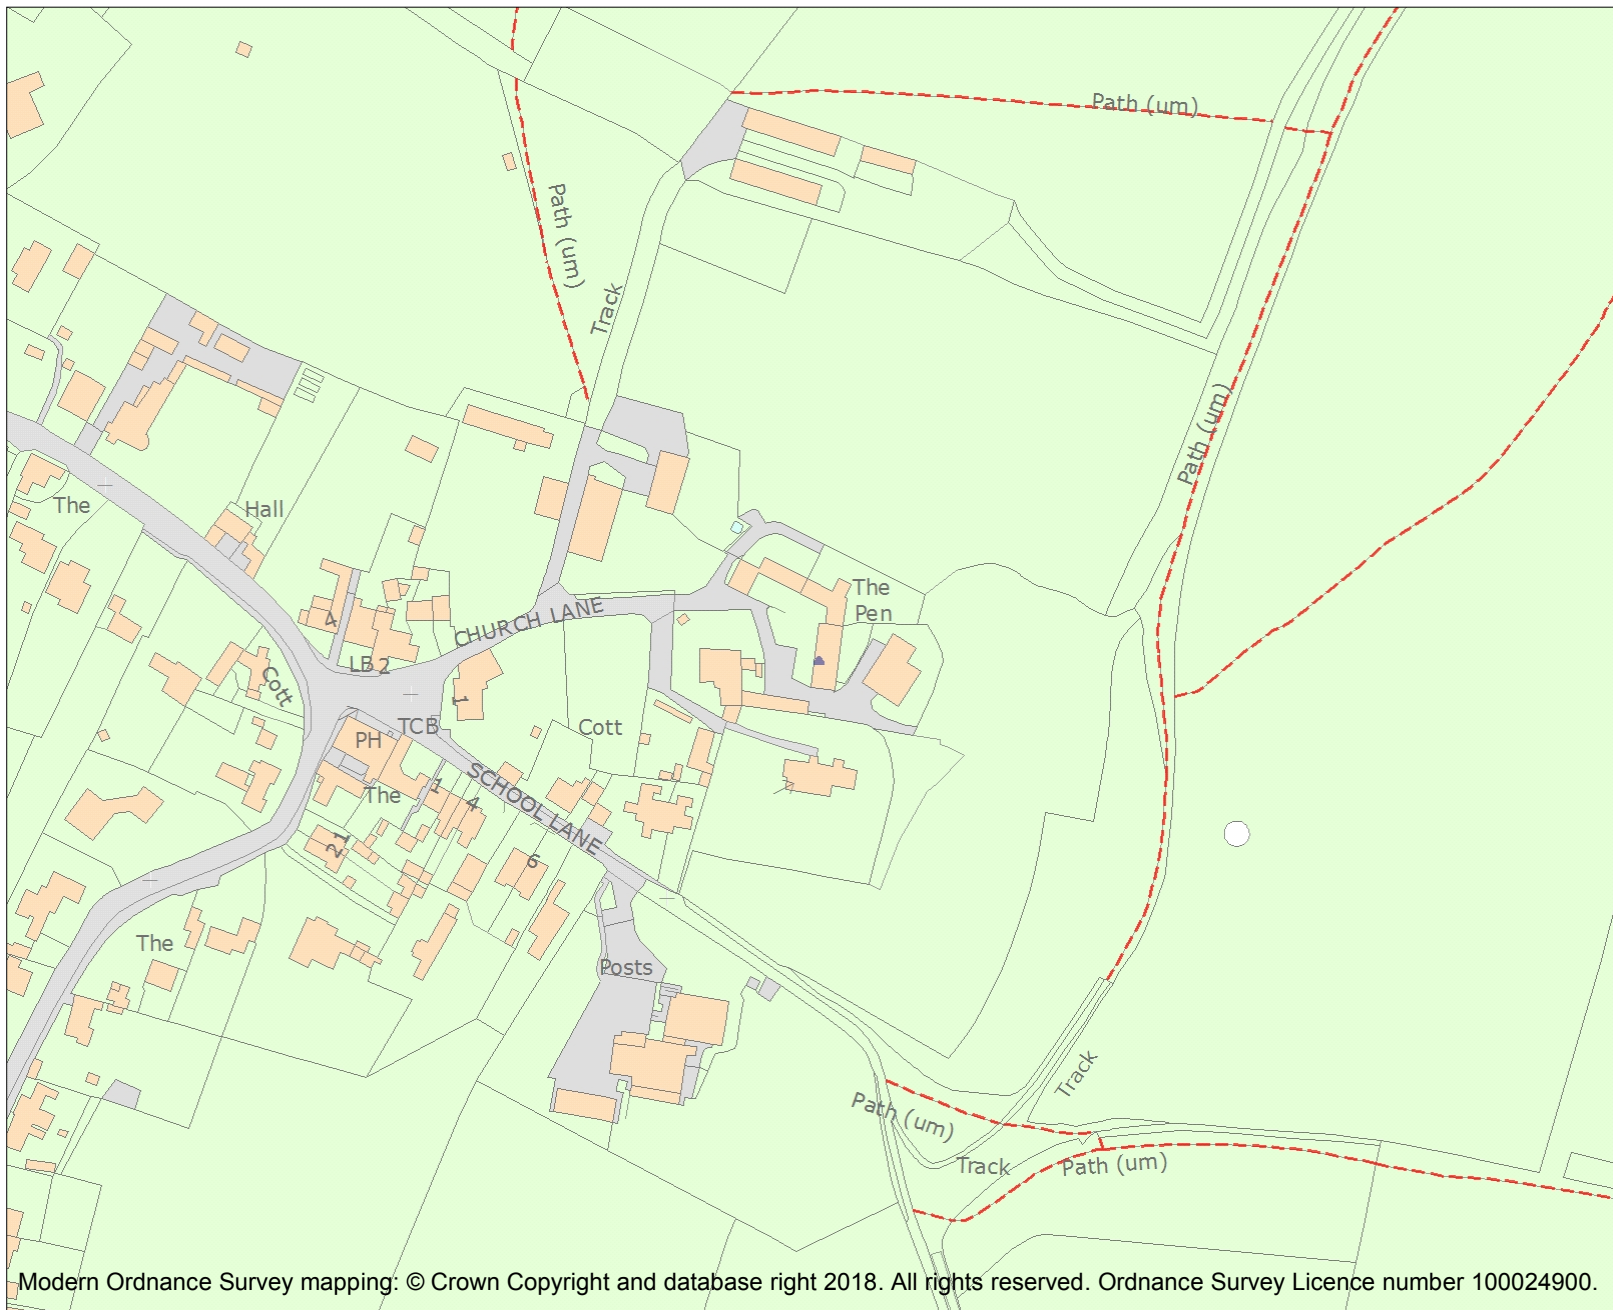 Path (um)
Path (um)
Track
Path (um)
The
Hall
The
Pen
CHURCH LANE
4
LB
2
Cott
1
TCB
Cott
PH
The
1
4
SCHOOL LANE
1
2
6
The
Posts
Track
Path (um)
Track
Path (um)
Modern Ordnance Survey mapping: © Crown Copyright and database right 2018. All rights reserved. Ordnance Survey Licence number 100024900.